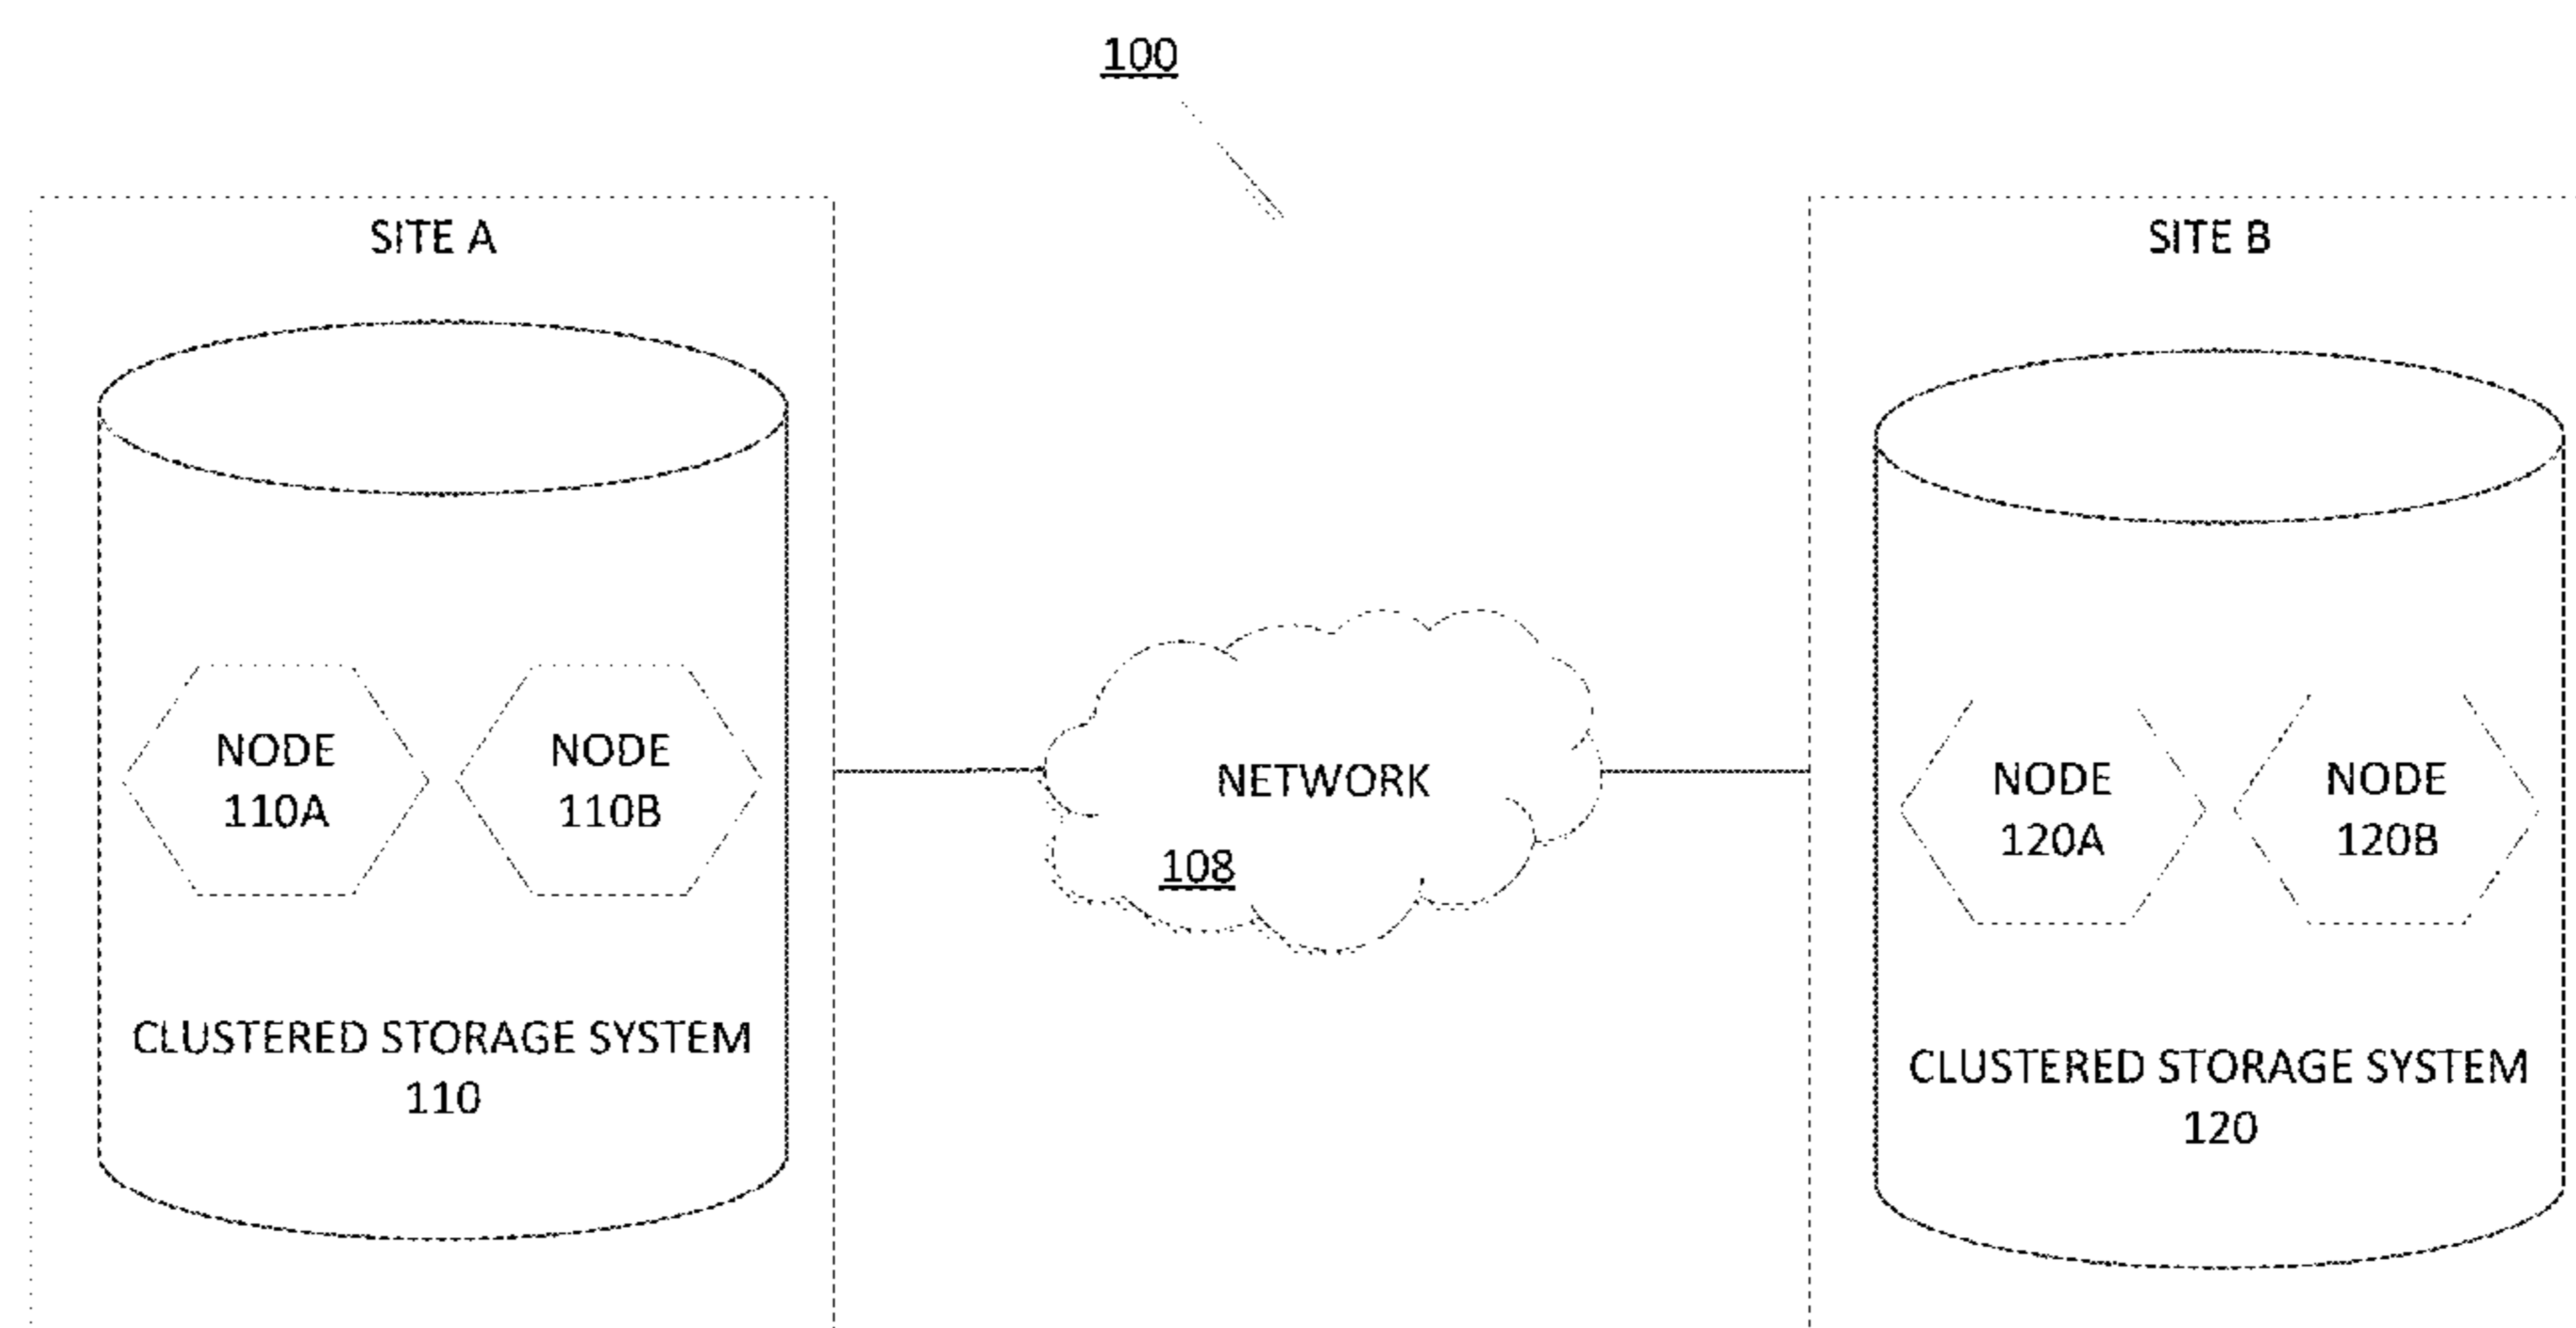 100
SITE A
SITE B
NODE
110A
NODE
110B
NETWORK
108
NODE
120A
NODE
120B
CLUSTERED STORAGE SYSTEM
110
CLUSTERED STORAGE SYSTEM
120